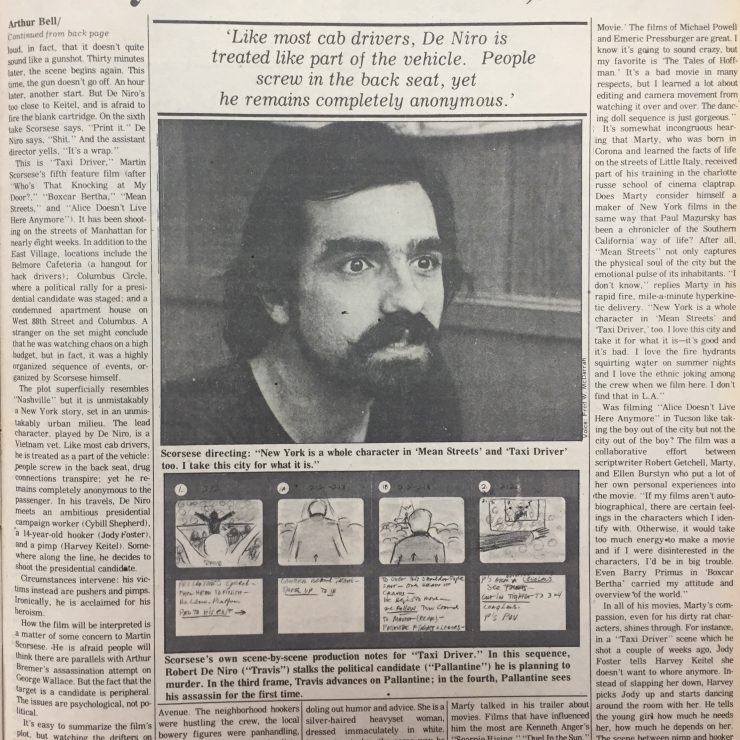 Arthur Bell/
Continued from back page
loud, in fact, that it doesn't quite
sound like a gunshot. Thirty minutes
later, the scene begins again. This
time, the gun doesn't go off. An hour
later, another start. But De Niro's
too close to Keitel, and is afraid to
fire the blank cartridge. On the sixth
take Scorsese says, "Print it." De
Niro says, "Shit." And the assistant
director yells, "It's a wrap."
This is "Taxi Driver," Martin
Scorsese's fifth feature film (after
"Who's That Knocking at My
Door?," "Boxcar Bertha," "Mean
Streets," and "Alice Doesn't Live
Here Anymore"). It has been shoot-
ing on the streets of Manhattan for
nearly eight weeks. In addition to the
East Village, locations include the
Belmore Cafeteria (a hangout for
hack drivers); Columbus Circle,
where a political rally for a presi-
dential candidate was staged; and a
condemned apartment house on
West 88th Street and Columbus. A
stranger on the set might conclude
that he was watching chaos on a high
budget, but in fact, it was a highly
organized sequence of events, or-
ganized by Scorsese himself.
The plot superficially resembles
"Nashville" but it is unmistakably
a New York story, set in an unmis-
takably urban milieu. The lead
character, played by De Niro, is a
Vietnam vet. Like most cab drivers,
he is treated as a part of the vehicle:
people screw in the back seat, drug
connections transpire; yet he re-
mains completely anonymous to the
passenger. In his travels, De Niro
meets an ambitious presidential
campaign worker (Cybill Shepherd),
a 14-year-old hooker (Jody Foster),
and a pimp (Harvey Keitel). Some-
where along the line, he decides to
shoot the presidential candidate.
Circumstances intervene: his vic-
tims instead are pushers and pimps.
Ironically, he is acclaimed for his
heroism.
How the film will be interpreted is
a matter of some concern to Martin
Scorsese. He is afraid people will
think there are parallels with Arthur
Bremer's assassination attempt on
George Wallace. But the fact that the
target is a candidate is peripheral.
The issues are psychological, not po-
litical.
It's easy to summarize the film's
plot, but watching the drifters on
'Like most cab drivers, De Niro is
treated like part of the vehicle. People
screw in the back seat, yet
he remains completely anonymous.'
Voice: Fred W. McDarrah
Scorsese directing: "New York is a whole character in 'Mean Streets' and 'Taxi Driver'
too. I take this city for what it is."
1.
1A
1B
2.
Scorsese's own scene-by-scene production notes for "Taxi Driver." In this sequence,
Robert De Niro ("Travis") stalks the political candidate ("Pallantine") he is planning to
murder. In the third frame, Travis advances on Pallantine; in the fourth, Pallantine sees
his assassin for the first time.
Avenue. The neighborhood hookers
were hustling the crew, the local
bowery figures were panhandling,
doling out humor and advice. She is a
silver-haired heavyset woman,
dressed immaculately in white.
Marty talked in his trailer about
movies. Films that have influenced
him the most are Kenneth Anger's
"Scorpio Rising," "Duel In the Sun,"
Movie.' The films of Michael Powell
and Emeric Pressburger are great. I
know it's going to sound crazy, but
my favorite is 'The Tales of Hoff-
man.' It's a bad movie in many
respects, but I learned a lot about
editing and camera movement from
watching it over and over. The danc-
ing doll sequence is just gorgeous."
It's somewhat incongruous hear-
ing that Marty, who was born in
Corona and learned the facts of life
on the streets of Little Italy, received
part of his training in the charlotte
russe school of cinema claptrap.
Does Marty consider himself a
maker of New York films in the
same way that Paul Mazursky has
been a chronicler of the Southern
California way of life? After all,
"Mean Streets" not only captures
the physical soul of the city but the
emotional pulse of its inhabitants. "I
don't know," replies Marty in his
rapid fire, mile-a-minute hyperkine-
tic delivery. "New York is a whole
character in 'Mean Streets' and
'Taxi Driver,' too. I love this city and
take it for what it is—it's good and
it's bad. I love the fire hydrants
squirting water on summer nights
and I love the ethnic joking among
the crew when we film here. I don't
find that in L.A."
Was filming "Alice Doesn't Live
Here Anymore" in Tucson like tak-
ing the boy out of the city but not the
city out of the boy? The film was a
collaborative effort between
scriptwriter Robert Getchell, Marty,
and Ellen Burstyn who put a lot of
her own personal experiences into
the movie. "If my films aren't auto-
biographical, there are certain feel-
ings in the characters which I iden-
tify with. Otherwise, it would take
too much energy to make a movie
and if I were disinterested in the
characters, I'd be in big trouble.
Even Barry Primus in 'Boxcar
Bertha' carried my attitude and
overview of the world."
In all of his movies, Marty's com-
passion, even for his dirty rat char-
acters, shines through. For instance,
in a "Taxi Driver" scene which he
shot a couple of weeks ago, Jody
Foster tells Harvey Keitel she
doesn't want to whore anymore. In-
stead of slapping her down, Harvey
picks Jody up and starts dancing
around the room with her. He tells
the young girl how much he needs
her, how much he depends on her.
The scene between pimp and hooker